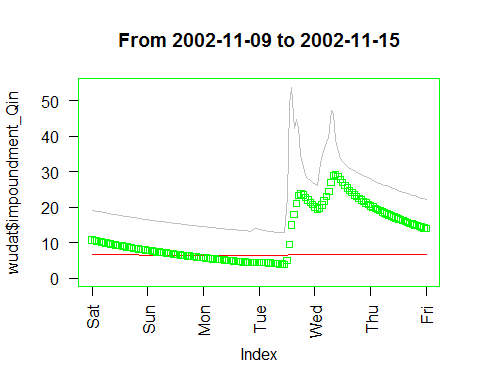 From 2002-11-09 to 2002-11-15
wudat$impoundment_Qin
50
40
30
20
10
0
Sat
Sun
Mon
Tue
Wed
Thu
Fri
Index